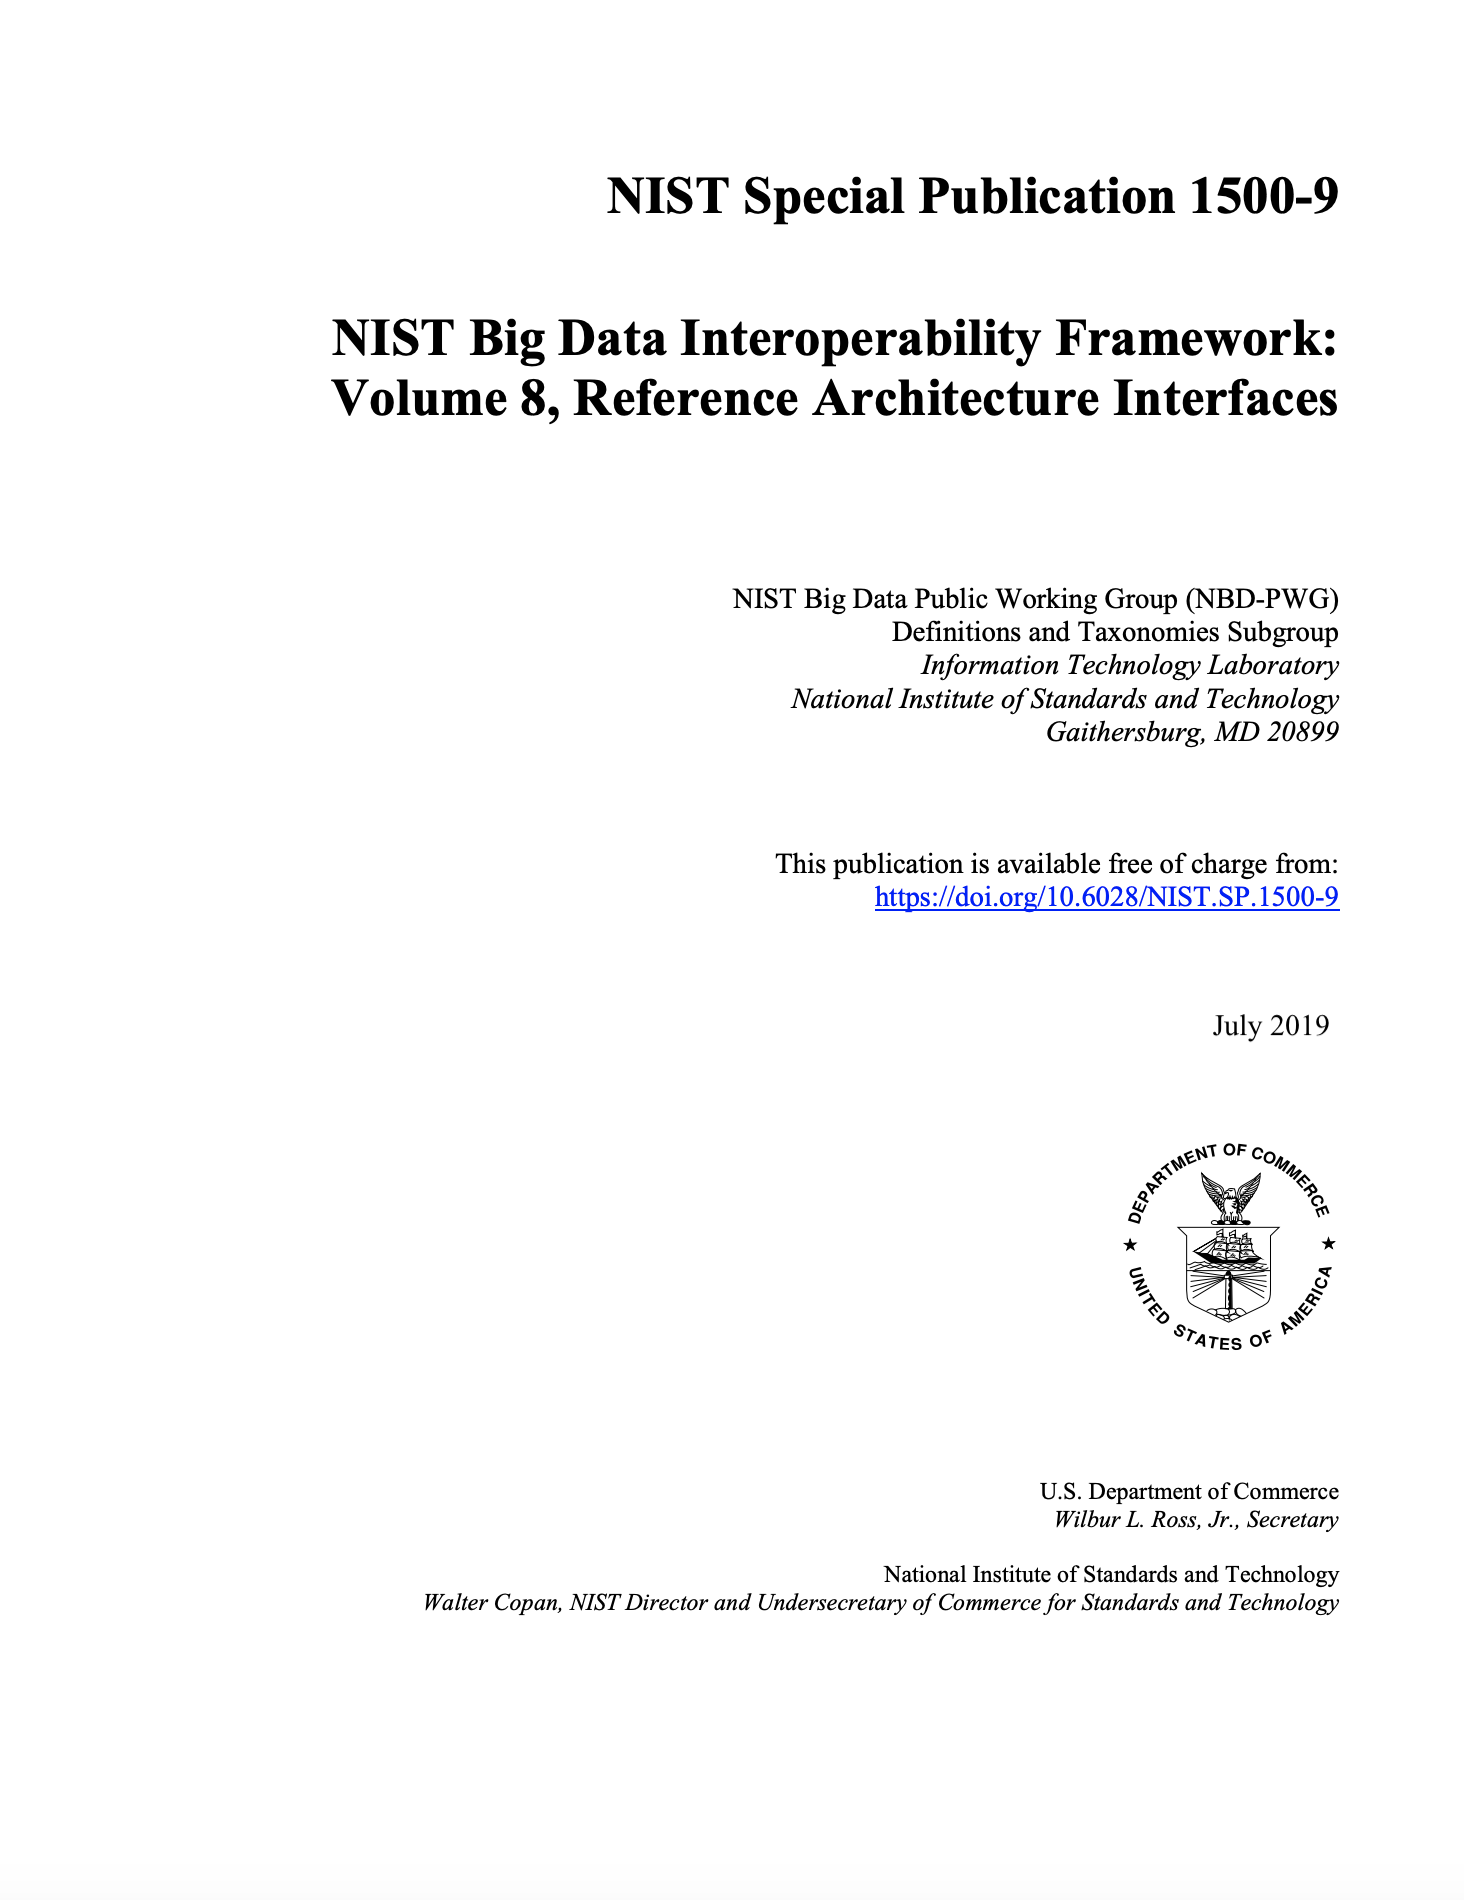 NIST Special Publication 1500-9
NIST Big Data Interoperability Framework:
Volume 8, Reference Architecture Interfaces
NIST Big Data Public Working Group (NBD-PWG)
Definitions and Taxonomies Subgroup
Information Technology Laboratory
National Institute of Standards and Technology
Gaithersburg, MD 20899
This publication is available free of charge from:
https://doi.org/10.6028/NIST.SP.1500-9
July 2019
DEPARTMENT OF COMMERCE
UNITED STATES OF AMERICA
U.S. Department of Commerce
Wilbur L. Ross, Jr., Secretary
National Institute of Standards and Technology
Walter Copan, NIST Director and Undersecretary of Commerce for Standards and Technology